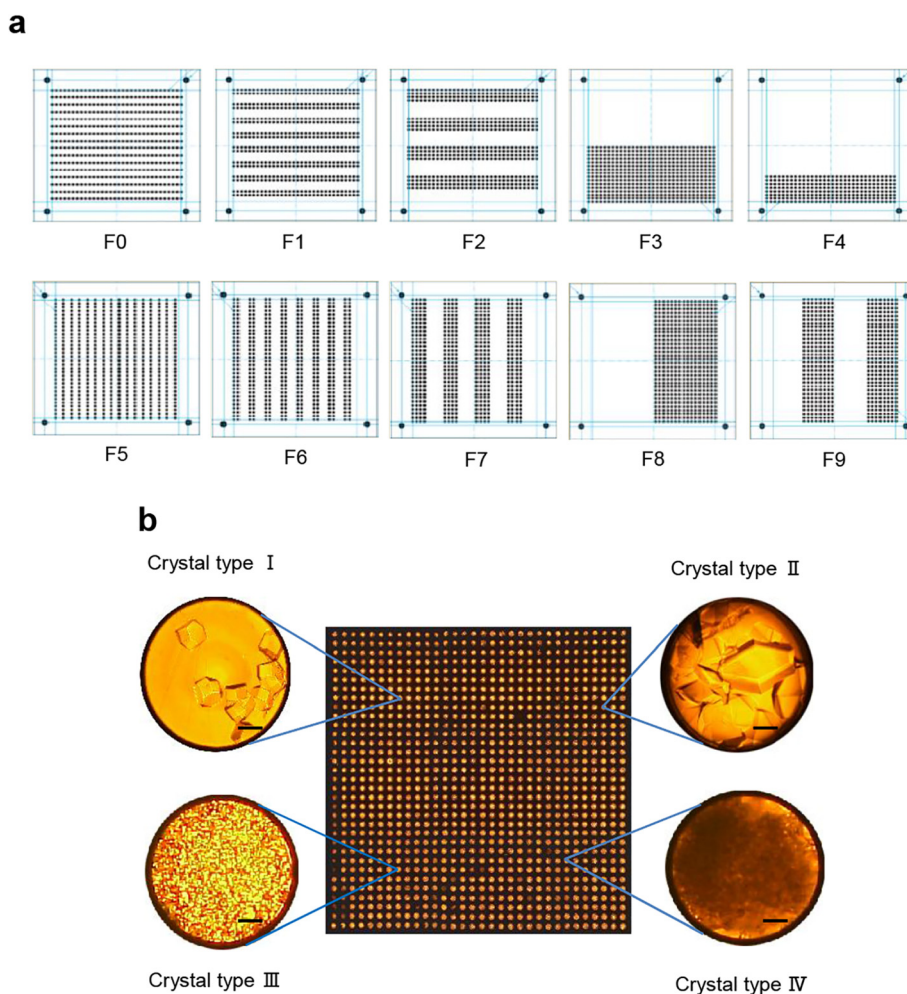 a
F0 F1 F2 F3 F4
F5 F6 F7 F8 F9
b
Crystal type Ⅰ
Crystal type Ⅱ
Crystal type Ⅲ
Crystal type Ⅳ